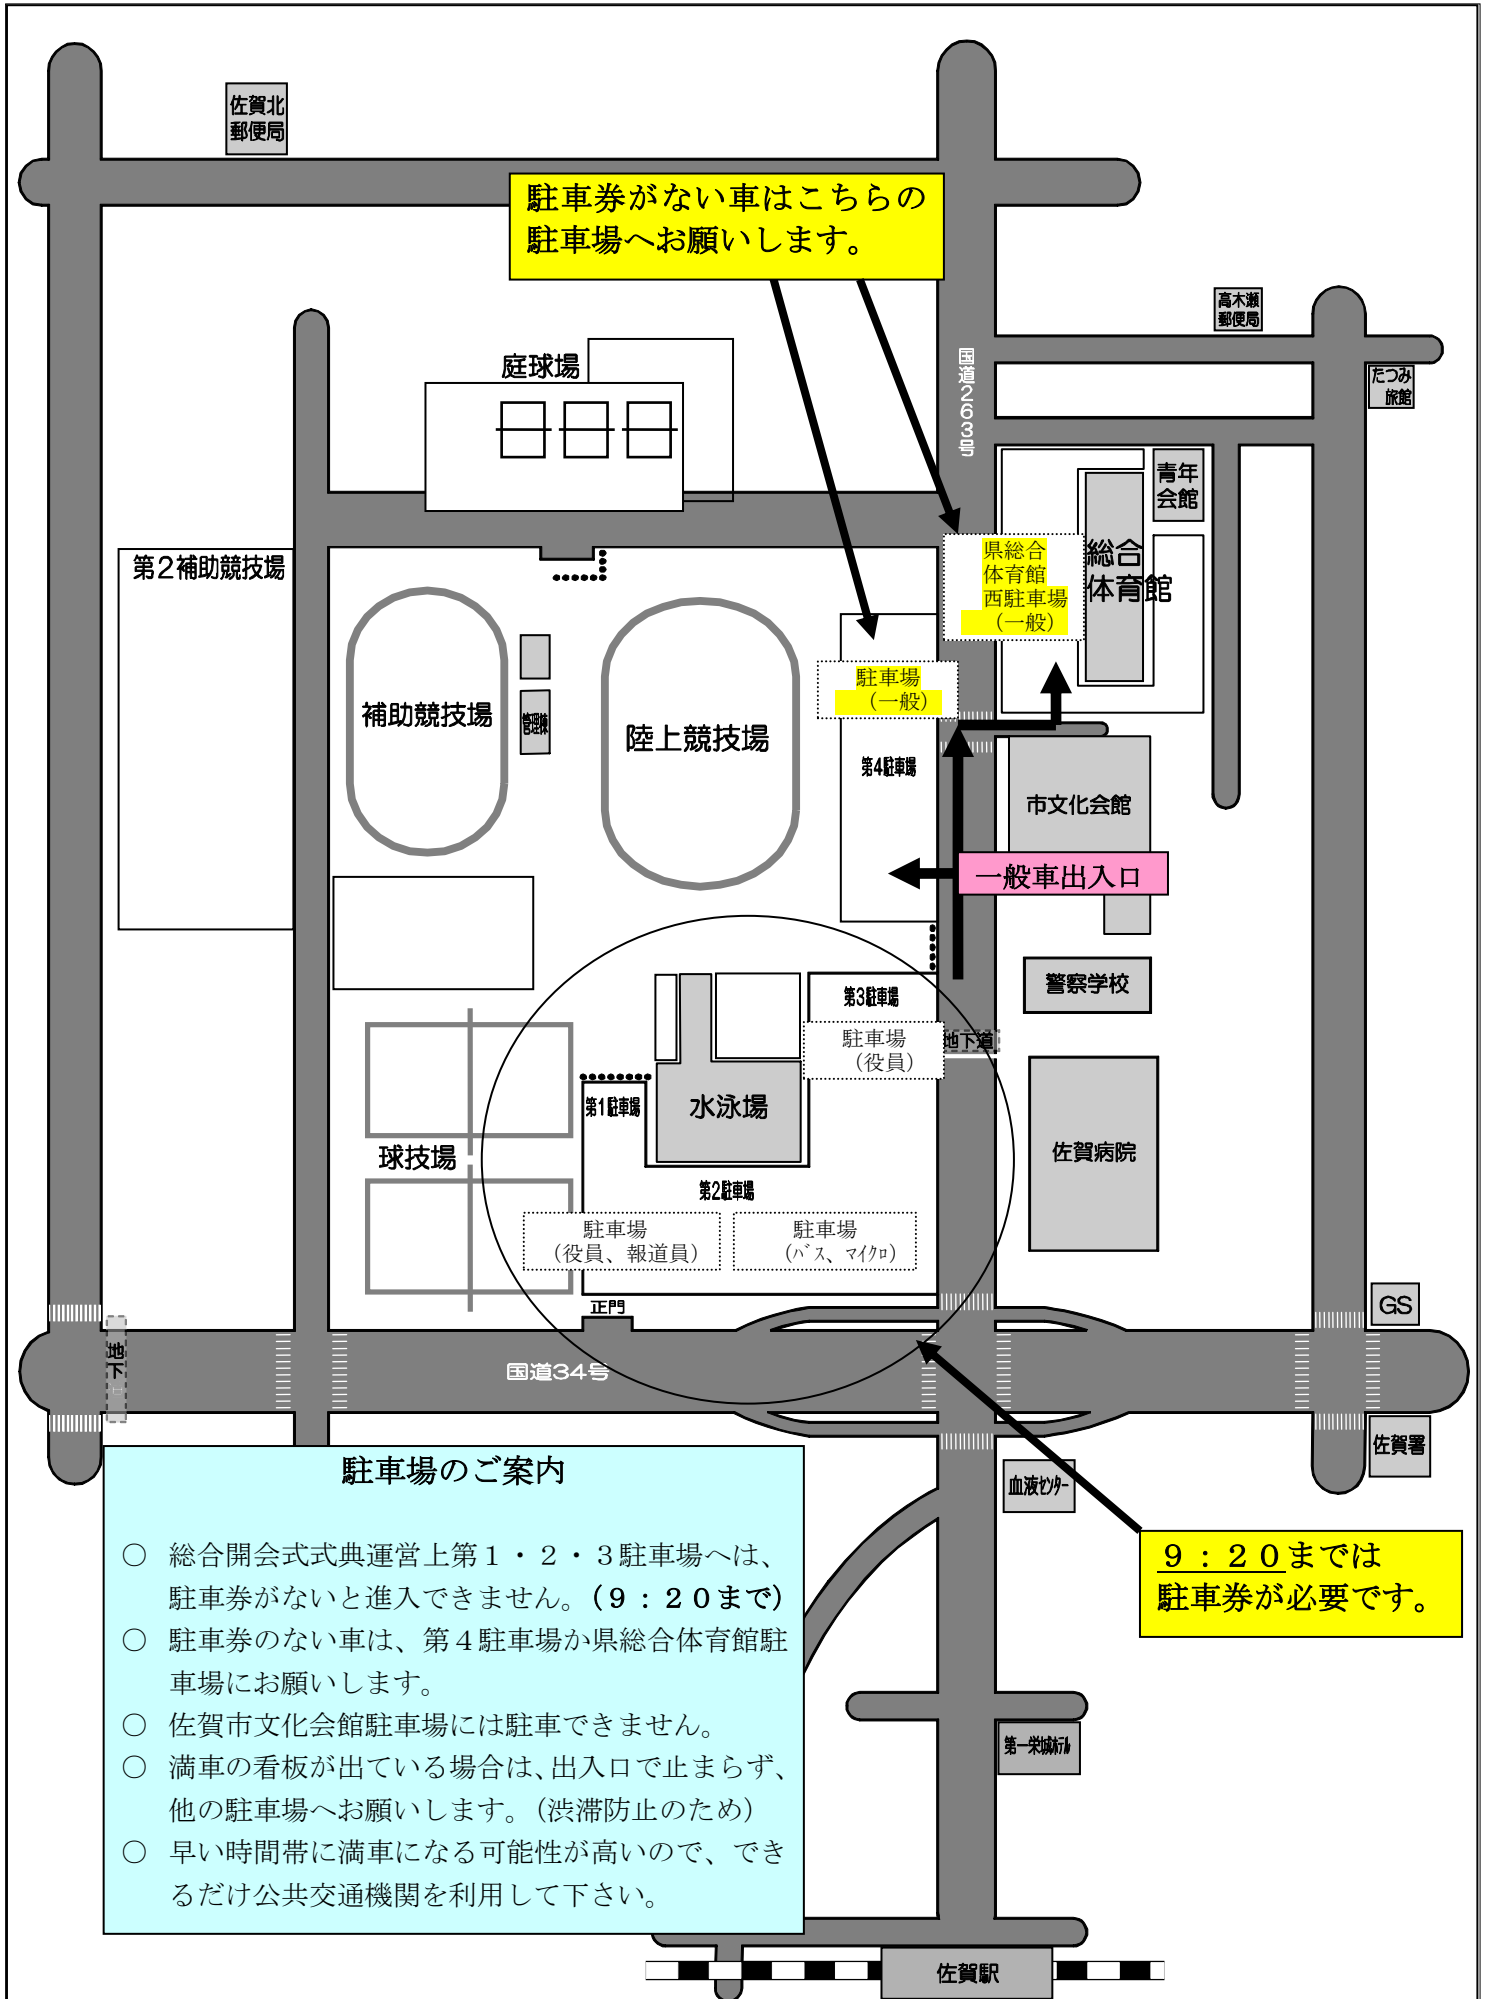 佐賀北
郵便局
駐車券がない車はこちらの
駐車場へお願いします。
高木瀬
郵便局
国道263号
庭球場
たつみ
旅館
青年
会館
第2補助競技場
県総合
体育館
西駐車場
（一般）
総合
体育館
駐車場
（一般）
補助競技場
管理棟
陸上競技場
第4駐車場
市文化会館
一般車出入口
警察学校
第3駐車場
駐車場
（役員）
地下道
第1駐車場
水泳場
球技場
佐賀病院
第2駐車場
駐車場
（役員、報道員）
駐車場
（ﾊﾞｽ、ﾏｲｸﾛ）
正門
GS
地下
国道34号
佐賀署
駐車場のご案内
血液ｾﾝﾀｰ
○ 総合開会式式典運営上第１・２・３駐車場へは、
駐車券がないと進入できません。（９：２０まで）
○ 駐車券のない車は、第４駐車場か県総合体育館駐
車場にお願いします。
○ 佐賀市文化会館駐車場には駐車できません。
○ 満車の看板が出ている場合は、出入口で止まらず、
他の駐車場へお願いします。（渋滞防止のため）
○ 早い時間帯に満車になる可能性が高いので、でき
るだけ公共交通機関を利用して下さい。
９：２０までは
駐車券が必要です。
第一栄城ﾎﾃﾙ
佐賀駅